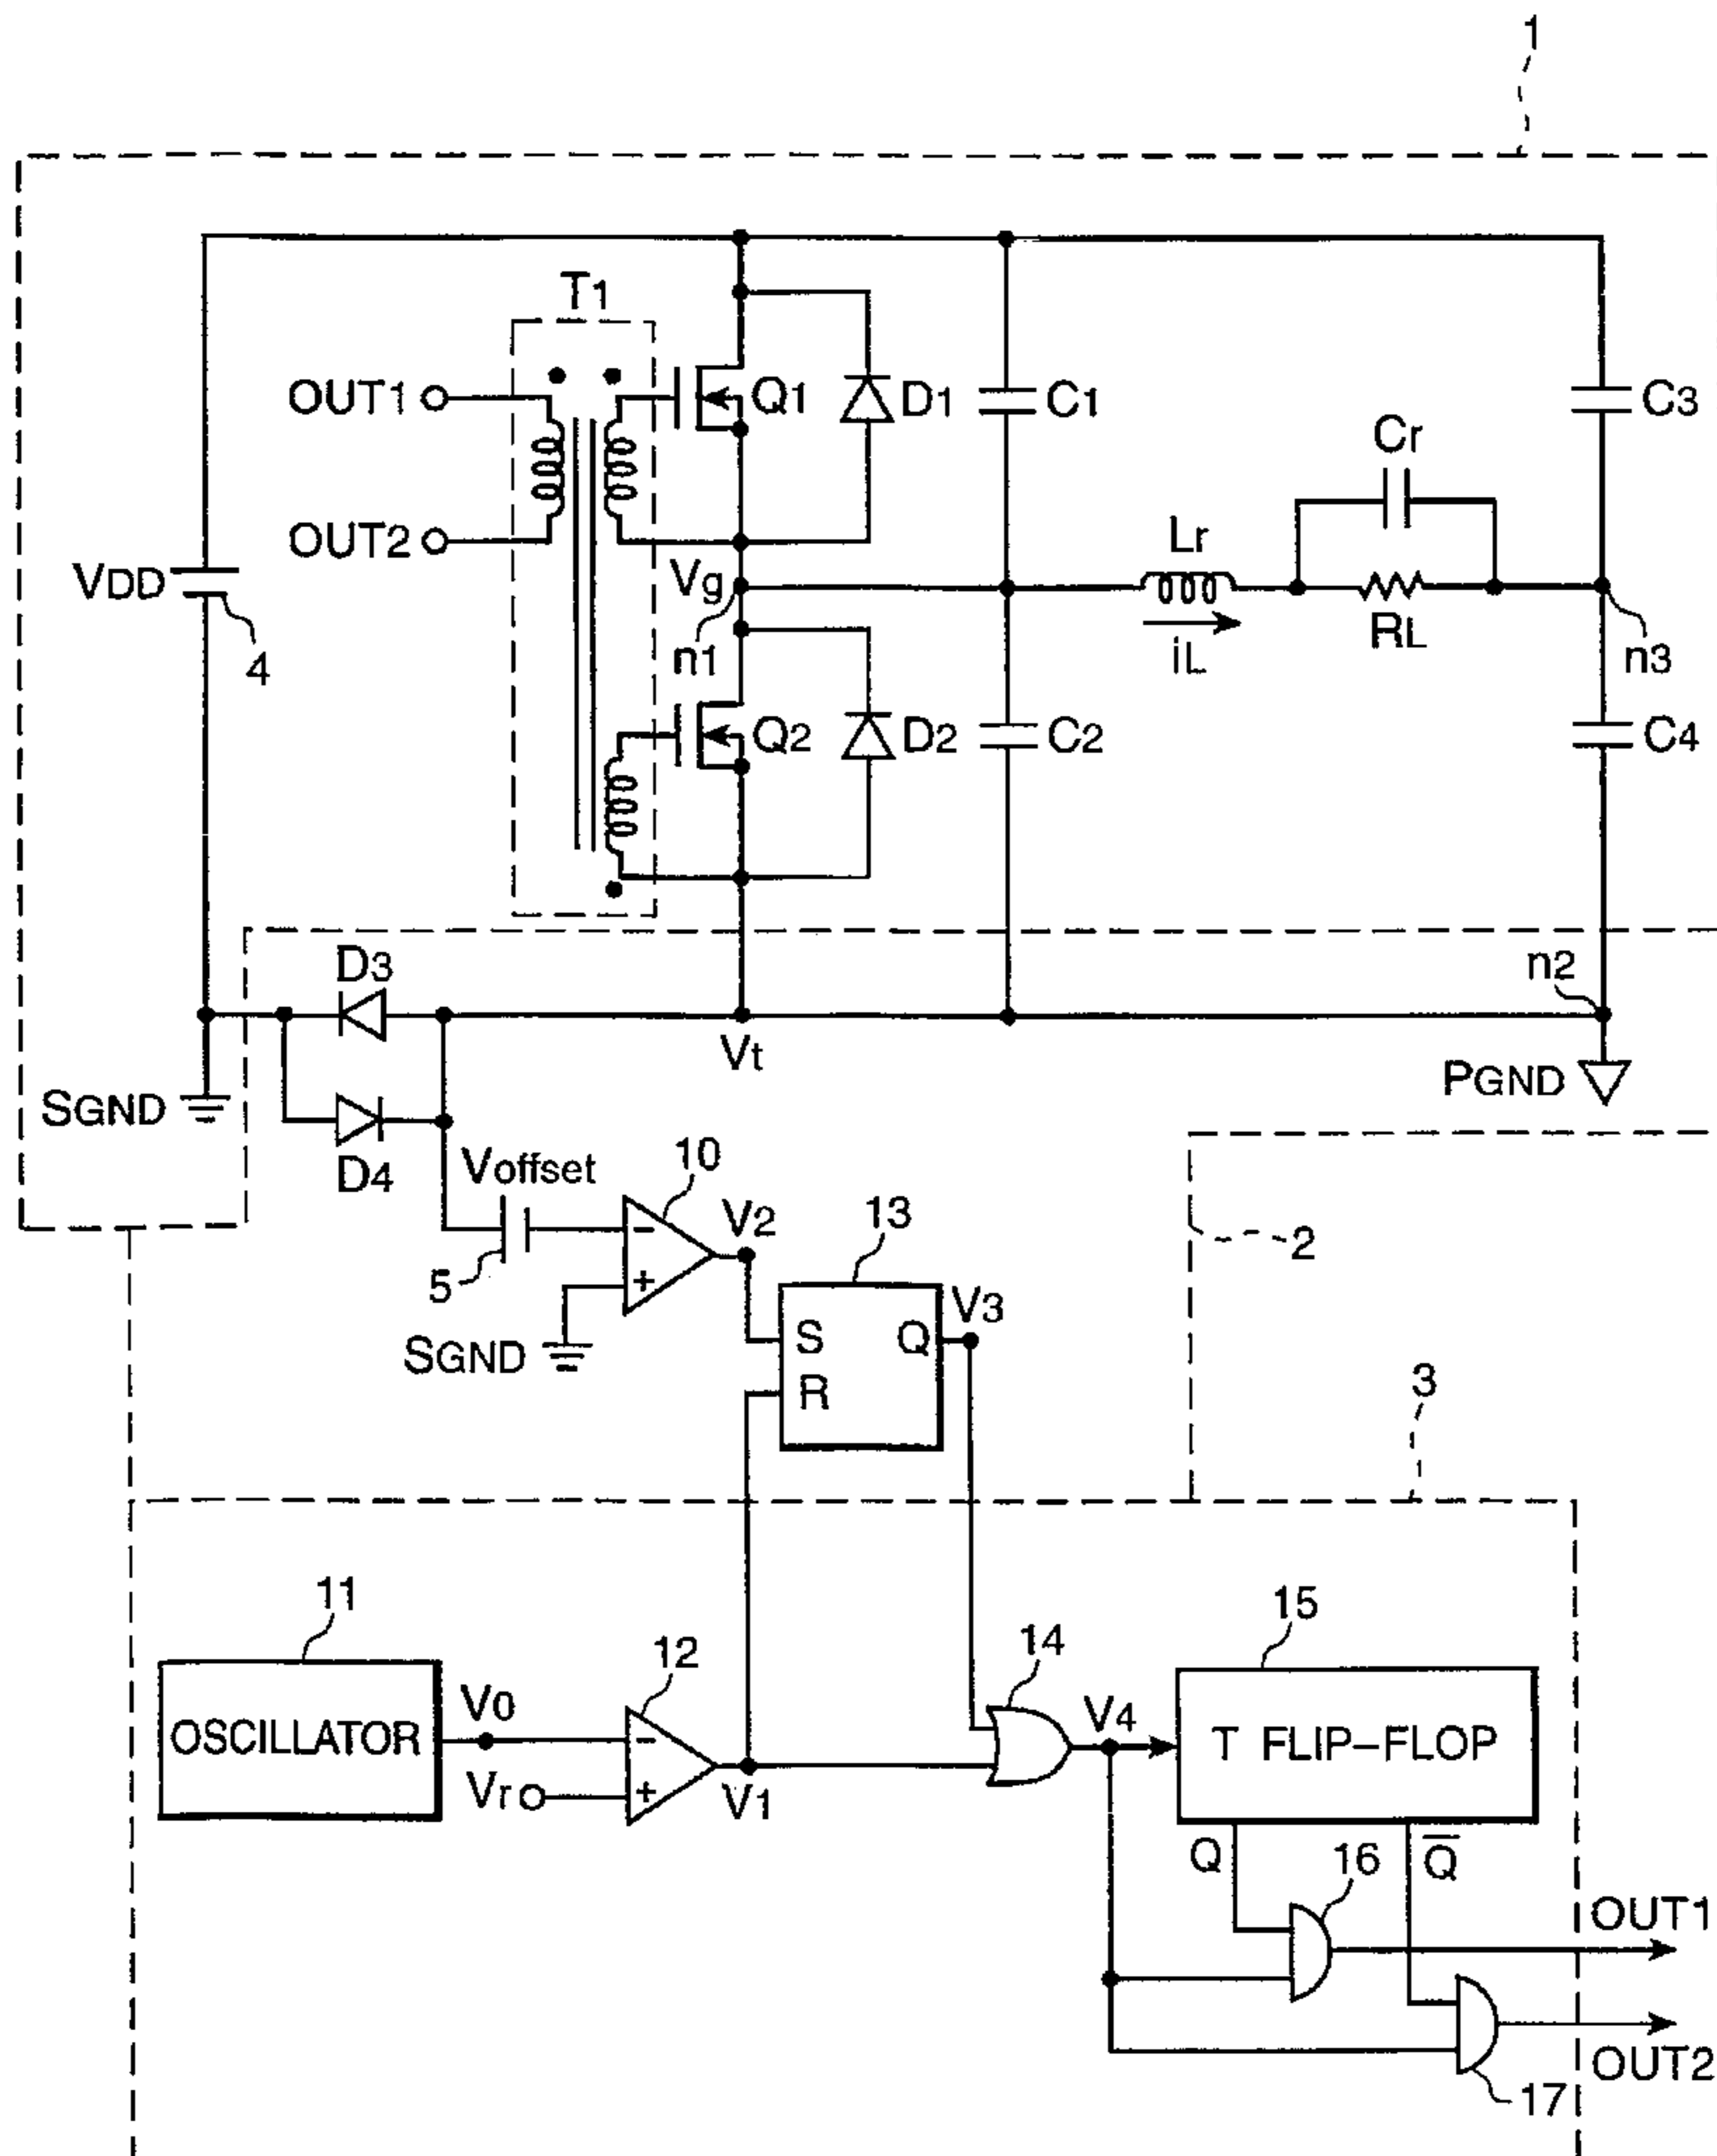 1
T1
OUT1
Q1
D1
C1
C3
Cr
OUT2
Lr
VDD
Vg
4
n1
iL
RL
n3
Q2
D2
C2
C4
D3
n2
Vt
SGND
PGND
D4
Voffset
10
V2
13
2
5
SGND
S
Q
V3
R
3
11
12
14
15
OSCILLATOR
V0
V4
T FLIP-FLOP
Vr
V1
Q
16
Q̅
OUT1
OUT2
17